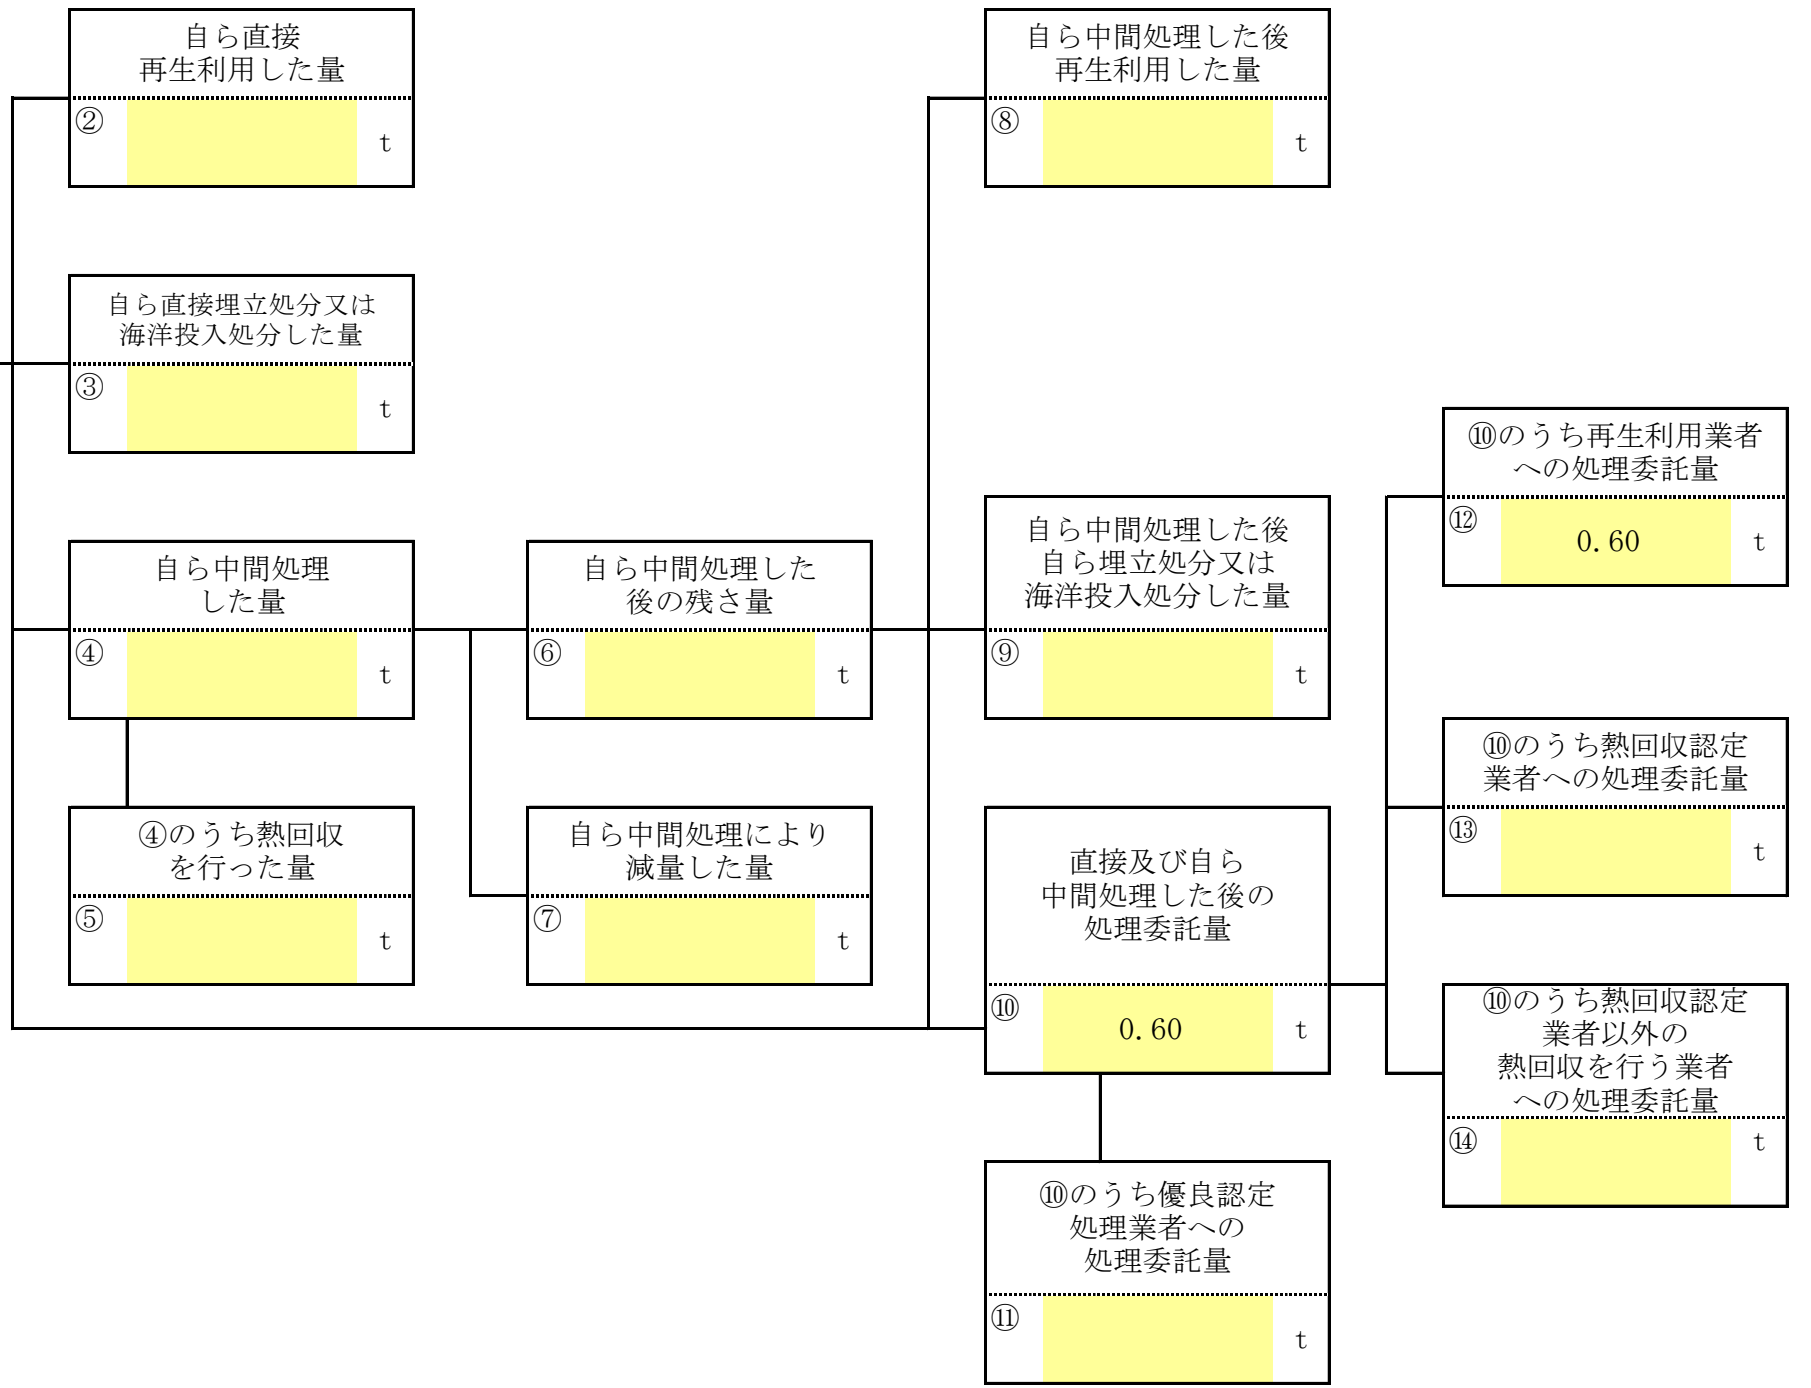 自ら直接
再生利用した量
②
t
自ら中間処理した後
再生利用した量
⑧
t
自ら直接埋立処分又は
海洋投入処分した量
③
t
⑩のうち再生利用業者
への処理委託量
⑫
0.60
t
自ら中間処理
した量
④
t
自ら中間処理した
後の残さ量
⑥
t
自ら中間処理した後
自ら埋立処分又は
海洋投入処分した量
⑨
t
⑩のうち熱回収認定
業者への処理委託量
⑬
t
④のうち熱回収
を行った量
⑤
t
自ら中間処理により
減量した量
⑦
t
直接及び自ら
中間処理した後の
処理委託量
⑩
0.60
t
⑩のうち熱回収認定
業者以外の
熱回収を行う業者
への処理委託量
⑭
t
⑩のうち優良認定
処理業者への
処理委託量
⑪
t